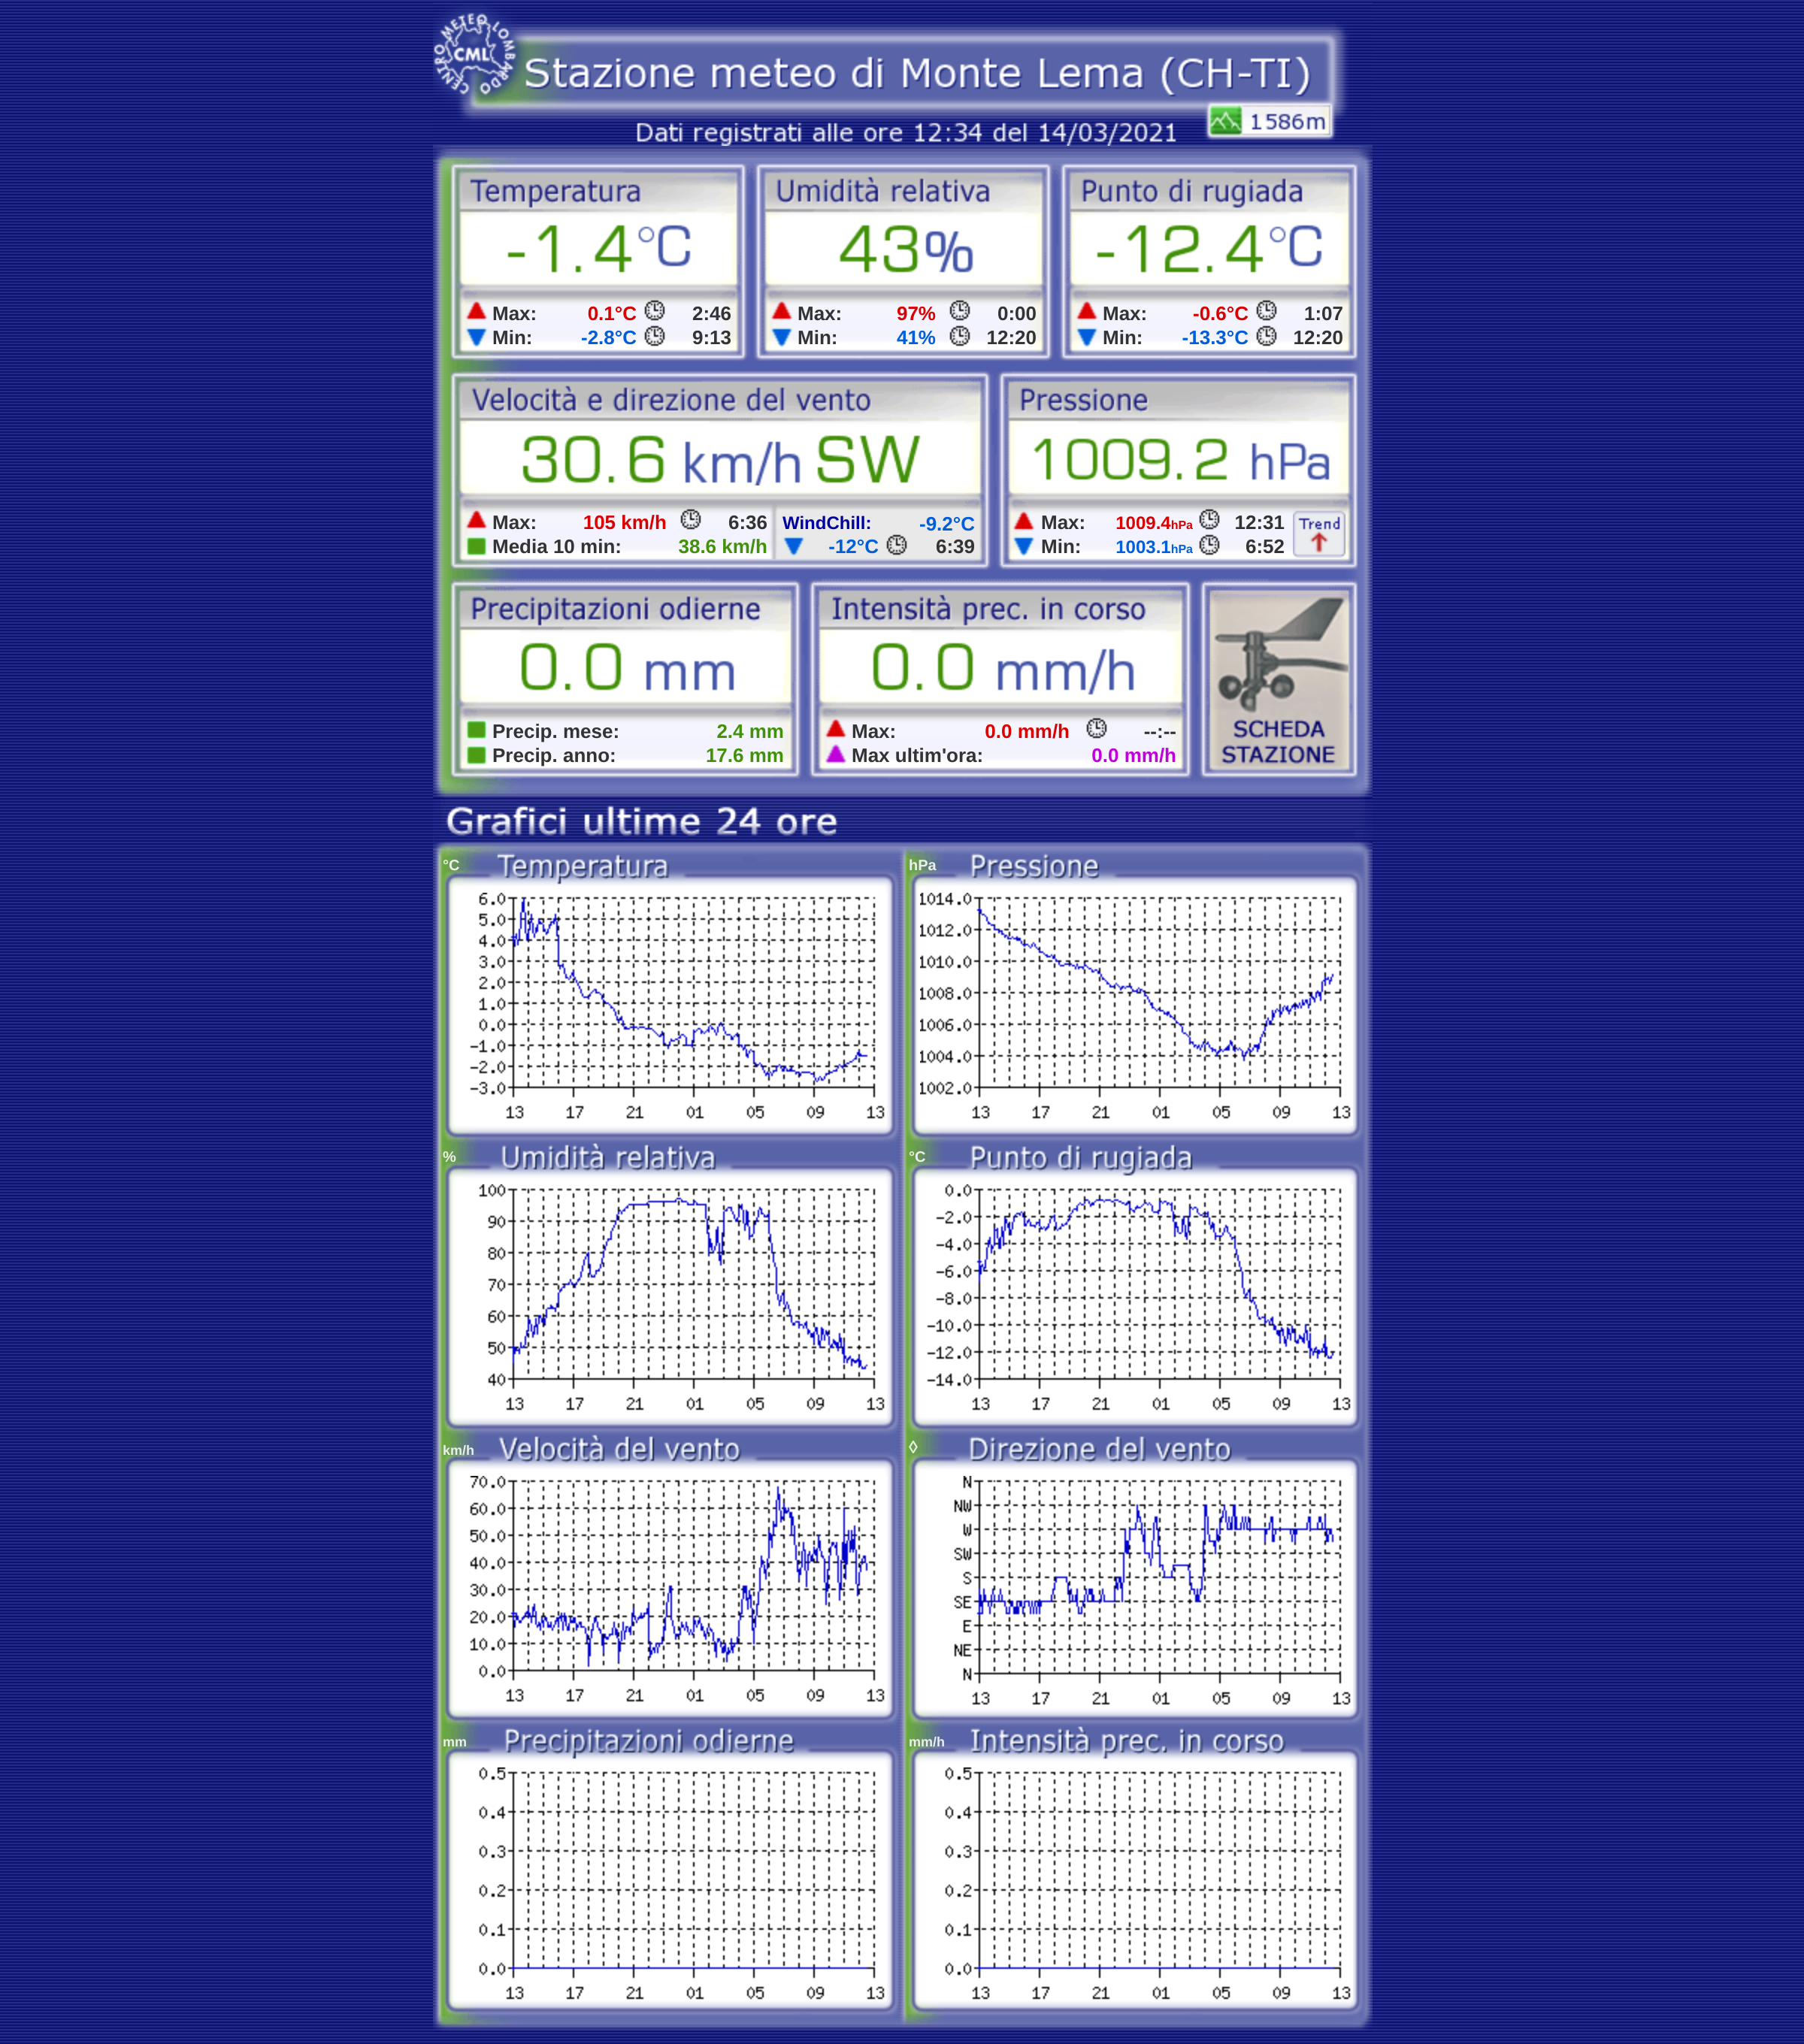 CENTRO METEO LOMBARDO
CML
Stazione meteo di Monte Lema (CH-TI)
1586m
Dati registrati alle ore 12:34 del 14/03/2021
Temperatura
-1.4°C
Max: 0.1°C 2:46
Min: -2.8°C 9:13
Umidità relativa
43%
Max: 97% 0:00
Min: 41% 12:20
Punto di rugiada
-12.4°C
Max: -0.6°C 1:07
Min: -13.3°C 12:20
Velocità e direzione del vento
30.6 km/h SW
Max: 105 km/h 6:36
Media 10 min: 38.6 km/h
WindChill: -9.2°C
-12°C 6:39
Pressione
1009.2 hPa
Max: 1009.4hPa 12:31
Min: 1003.1hPa 6:52
Trend
Precipitazioni odierne
0.0 mm
Precip. mese: 2.4 mm
Precip. anno: 17.6 mm
Intensità prec. in corso
0.0 mm/h
Max: 0.0 mm/h --:--
Max ultim'ora: 0.0 mm/h
SCHEDA
STAZIONE
Grafici ultime 24 ore
°C Temperatura
6.0
5.0
4.0
3.0
2.0
1.0
0.0
-1.0
-2.0
-3.0
13 17 21 01 05 09 13
hPa Pressione
1014.0
1012.0
1010.0
1008.0
1006.0
1004.0
1002.0
13 17 21 01 05 09 13
% Umidità relativa
100
90
80
70
60
50
40
13 17 21 01 05 09 13
°C Punto di rugiada
0.0
-2.0
-4.0
-6.0
-8.0
-10.0
-12.0
-14.0
13 17 21 01 05 09 13
km/h Velocità del vento
70.0
60.0
50.0
40.0
30.0
20.0
10.0
0.0
13 17 21 01 05 09 13
◊ Direzione del vento
N
NW
W
SW
S
SE
E
NE
N
13 17 21 01 05 09 13
mm Precipitazioni odierne
0.5
0.4
0.3
0.2
0.1
0.0
13 17 21 01 05 09 13
mm/h Intensità prec. in corso
0.5
0.4
0.3
0.2
0.1
0.0
13 17 21 01 05 09 13